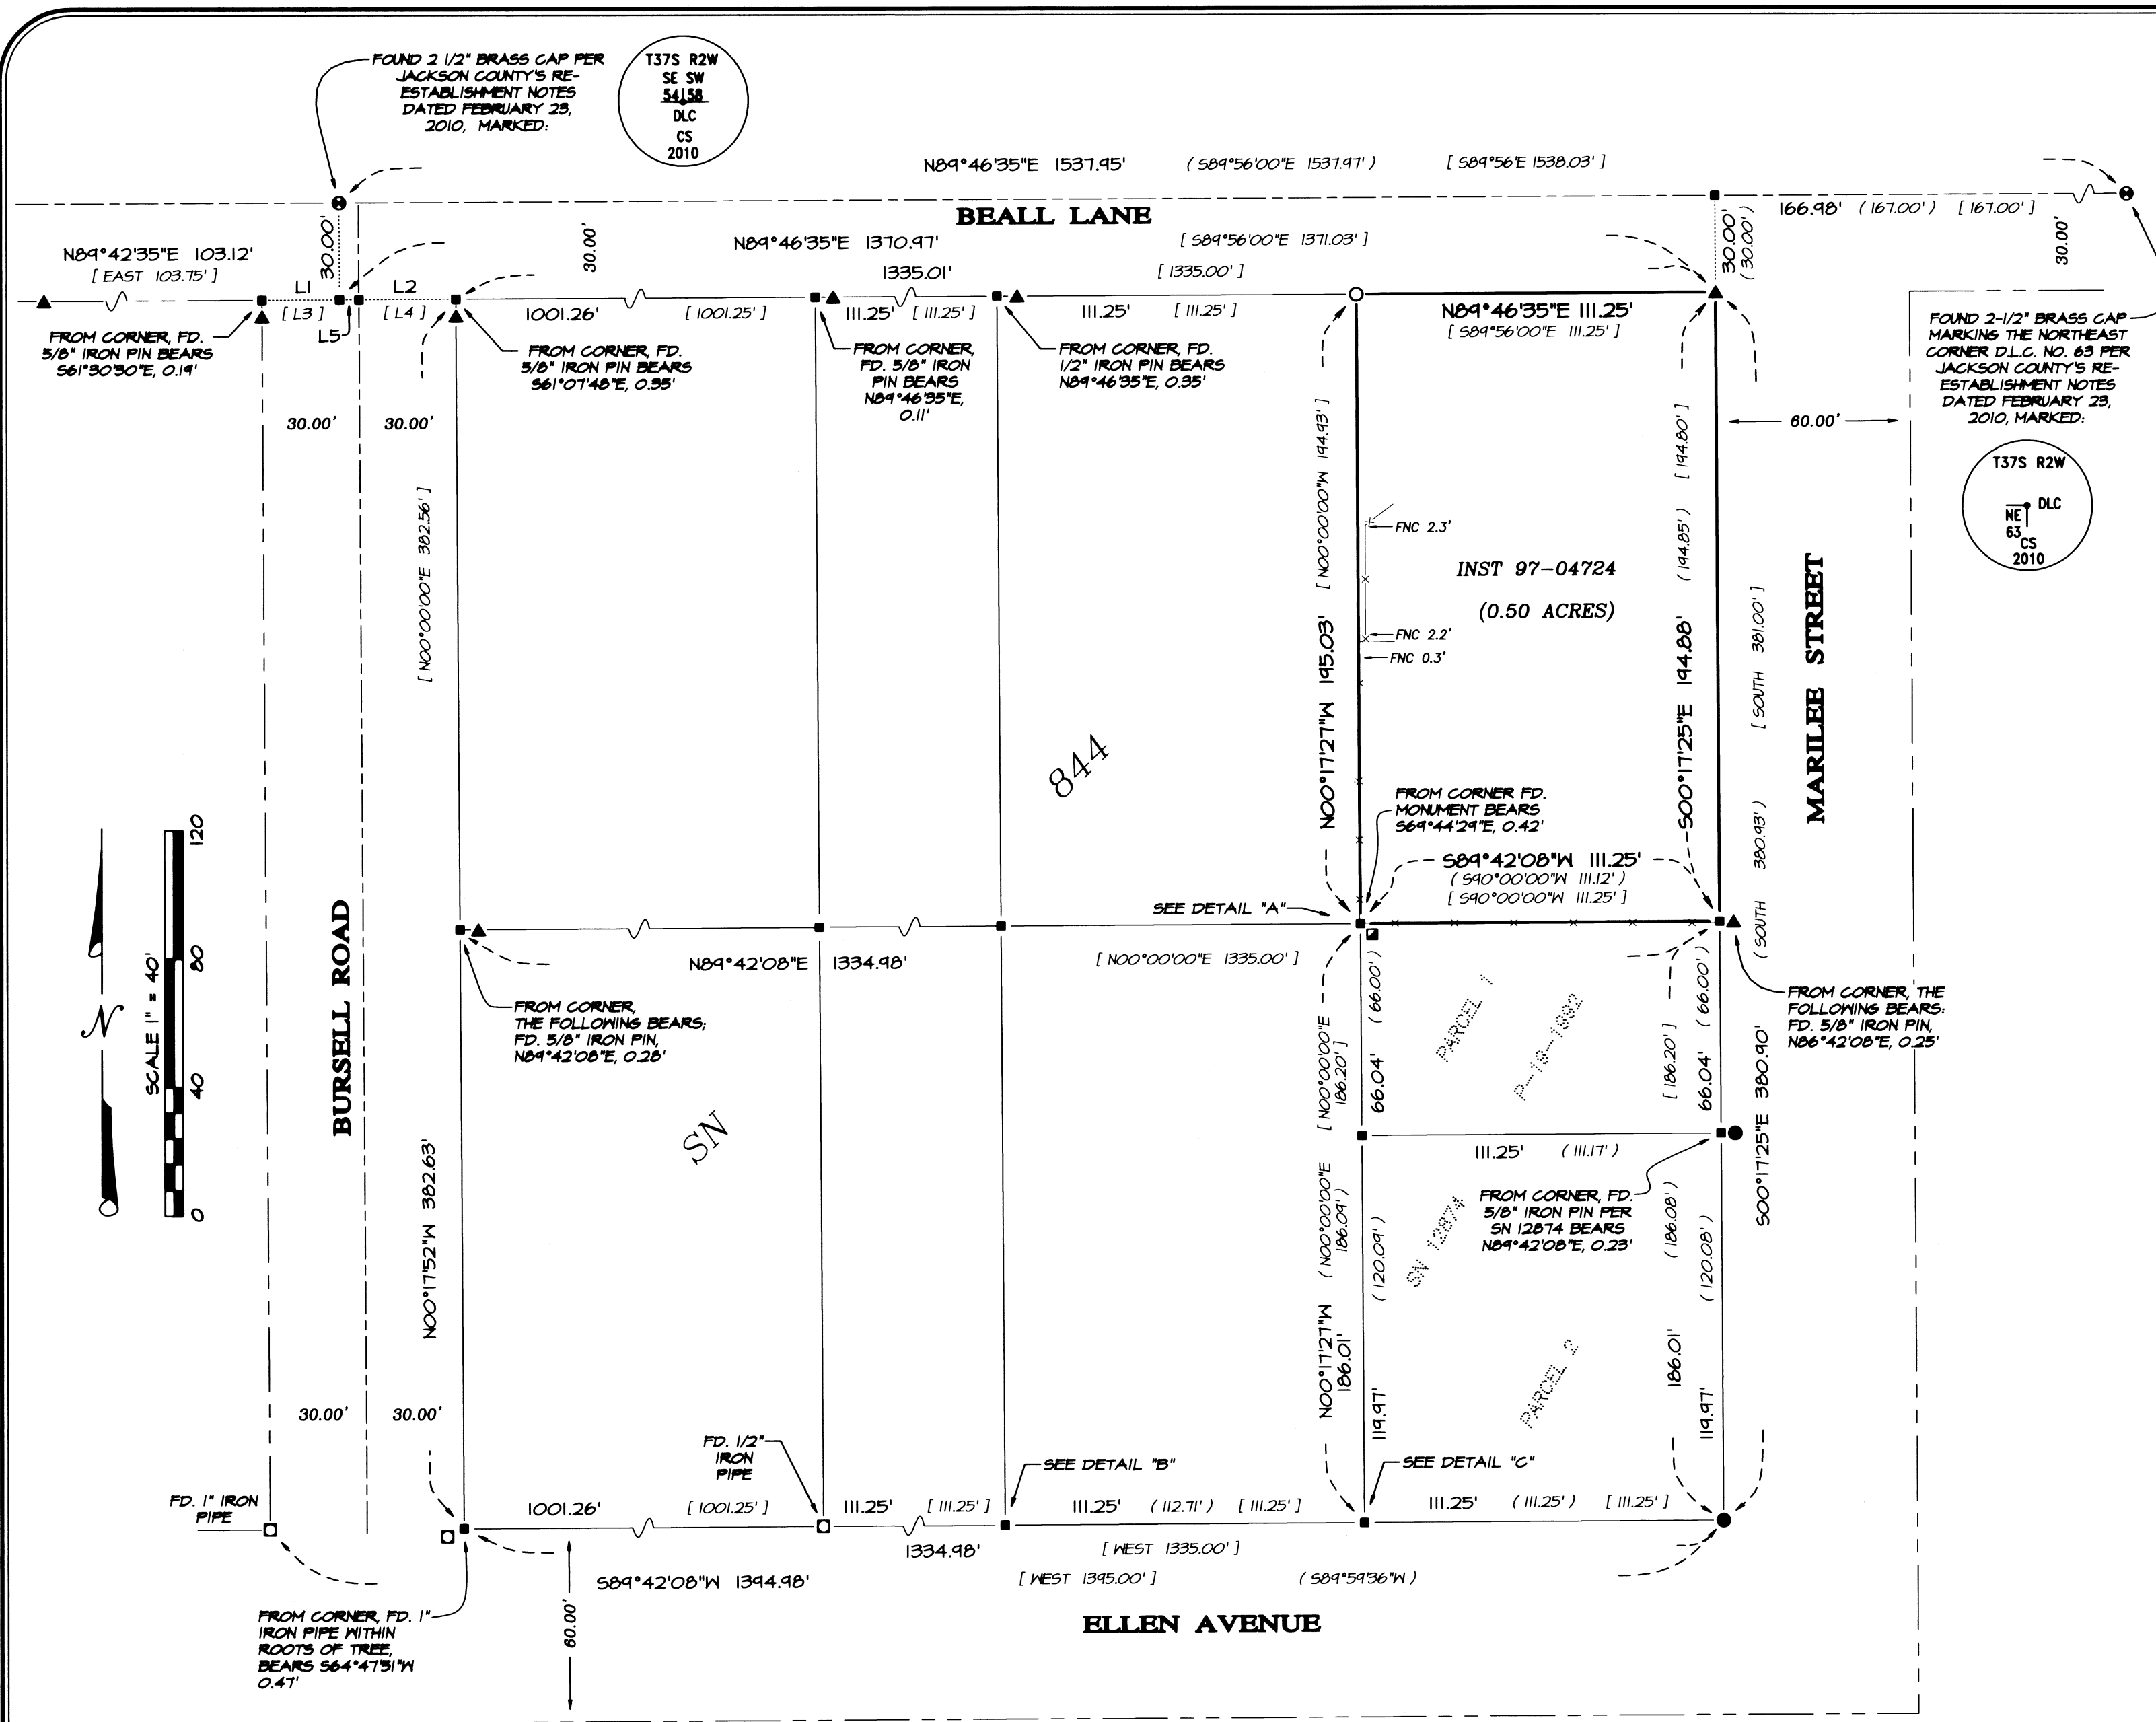 FOUND 2 1/2" BRASS CAP PER
JACKSON COUNTY'S RE-
ESTABLISHMENT NOTES
DATED FEBRUARY 23,
2010, MARKED:
T37S R2W
SE SW
54 58
DLC
CS
2010
N89°46'35"E 1537.95' ( S89°56'00"E 1537.97' ) [ S89°56'E 1538.03' ]
BEALL LANE
166.98' ( 167.00' ) [ 167.00' ]
30.00'
30.00'
30.00'
( 30.00' )
30.00'
N89°42'35"E 103.12'
[ EAST 103.75' ]
N89°46'35"E 1370.97' [ S89°56'00"E 1371.03' ]
1335.01' [ 1335.00' ]
L1
[ L3 ]
L2
[ L4 ]
L5
1001.26' [ 1001.25' ]
111.25' [ 111.25' ]
111.25' [ 111.25' ]
N89°46'35"E 111.25'
[ S89°56'00"E 111.25' ]
FROM CORNER, FD.
5/8" IRON PIN BEARS
S61°30'30"E, 0.19'
FROM CORNER, FD.
5/8" IRON PIN BEARS
S61°07'48"E, 0.35'
FROM CORNER,
FD. 5/8" IRON
PIN BEARS
N89°46'35"E,
0.11'
FROM CORNER, FD.
1/2" IRON PIN BEARS
N89°46'35"E, 0.35'
FOUND 2-1/2" BRASS CAP
MARKING THE NORTHEAST
CORNER D.L.C. NO. 63 PER
JACKSON COUNTY'S RE-
ESTABLISHMENT NOTES
DATED FEBRUARY 23,
2010, MARKED:
T37S R2W
DLC
NE
63
CS
2010
30.00' 30.00'
60.00'
[ N00°00'00"E 382.56' ]
N00°17'27"W 195.03' [ N00°00'00"W 194.93' ]
FNC 2.3'
FNC 2.2'
FNC 0.3'
INST 97-04724
(0.50 ACRES)
S00°17'25"E 194.88' ( 194.85' ) [ 194.80' ]
[ SOUTH 381.00' ]
MARILEE STREET
844
FROM CORNER FD.
MONUMENT BEARS
S69°44'29"E, 0.42'
S89°42'08"W 111.25'
( S90°00'00"W 111.12' )
[ S90°00'00"W 111.25' ]
( SOUTH 380.93' )
S00°17'25"E 380.90'
SCALE 1" = 40'
120
80
40
0
N
BURSELL ROAD
SEE DETAIL "A"
N89°42'08"E 1334.98' [ N00°00'00"E 1335.00' ]
FROM CORNER,
THE FOLLOWING BEARS;
FD. 5/8" IRON PIN,
N89°42'08"E, 0.28'
FROM CORNER, THE
FOLLOWING BEARS:
FD. 5/8" IRON PIN,
N86°42'08"E, 0.25'
[ N00°00'00"E
186.20' ]
66.04' ( 66.00' )
PARCEL 1
P-19-1992
[ 186.20' ]
66.04' ( 66.00' )
SN
111.25' ( 111.17' )
FROM CORNER, FD.
5/8" IRON PIN PER
SN 12874 BEARS
N89°42'08"E, 0.23'
SN 12874
N00°17'52"W 382.63'
( N00°00'00"E
186.09' )
N00°17'27"W
186.01'
( 120.09' )
119.97'
PARCEL 2
( 186.08' )
186.01'
( 120.08' )
119.97'
30.00' 30.00'
FD. 1" IRON
PIPE
FD. 1/2"
IRON
PIPE
SEE DETAIL "B"
SEE DETAIL "C"
1001.26' [ 1001.25' ]
111.25' [ 111.25' ]
111.25' ( 112.71' ) [ 111.25' ]
111.25' ( 111.25' ) [ 111.25' ]
1334.98' [ WEST 1335.00' ]
S89°42'08"W 1394.98' [ WEST 1395.00' ] ( S89°59'36"W )
FROM CORNER, FD. 1"
IRON PIPE WITHIN
ROOTS OF TREE,
BEARS S64°47'51"W
0.47'
60.00'
ELLEN AVENUE